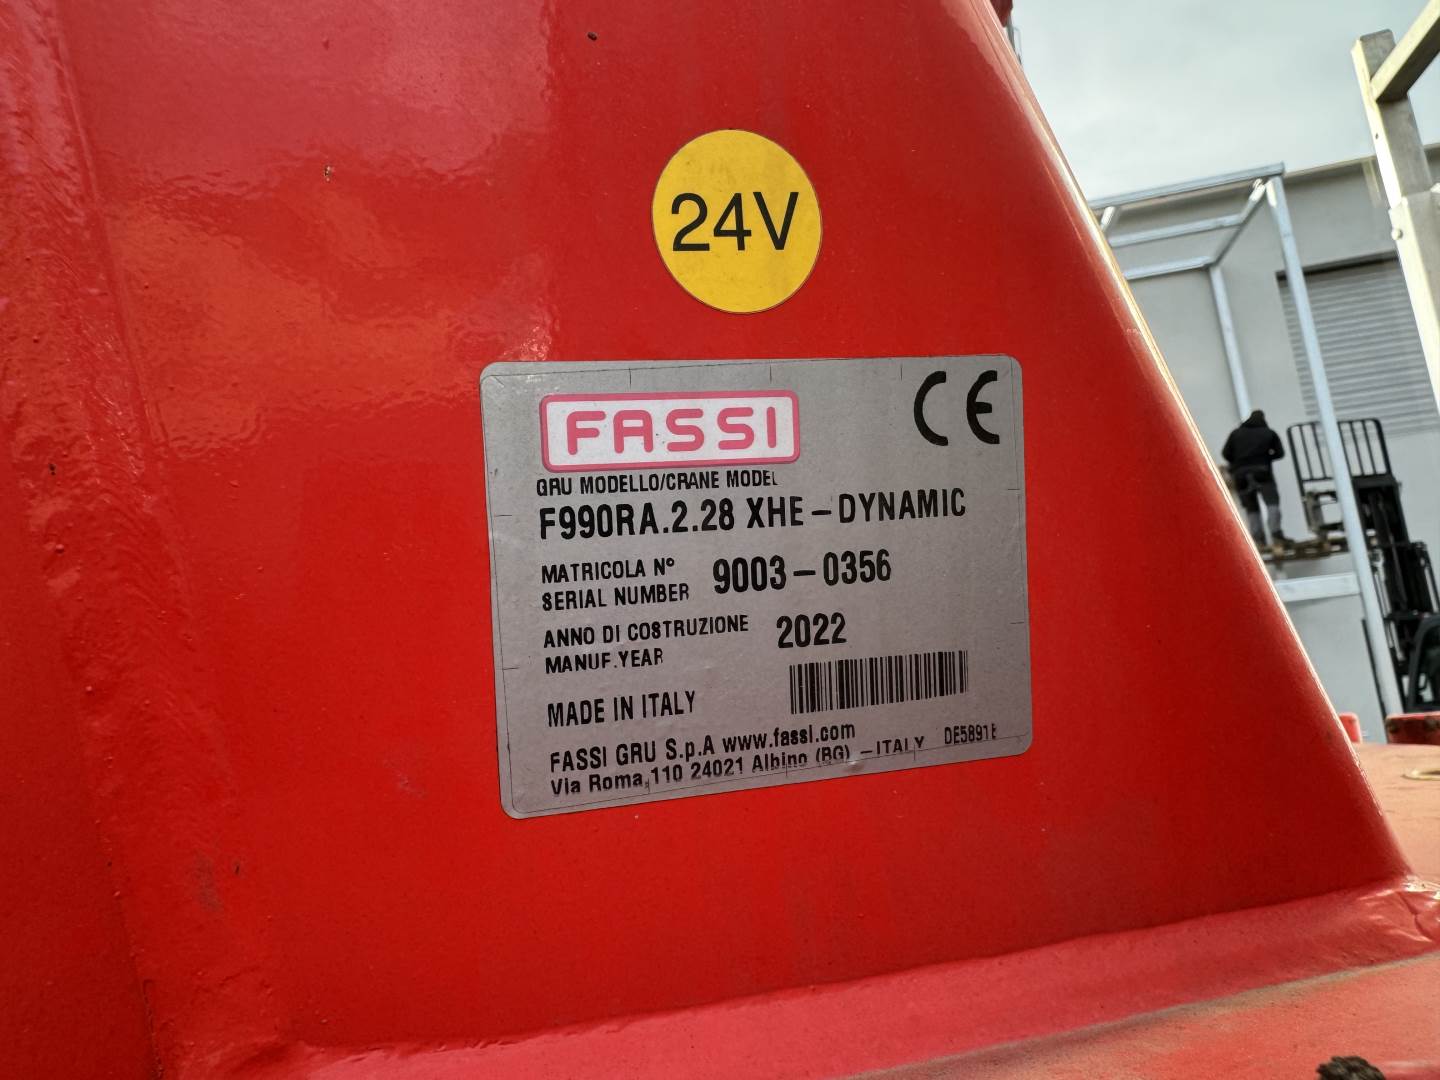 24V
FASSI
CE
GRU MODELLO/CRANE MODEL
F990RA.2.28 XHE-DYNAMIC
MATRICOLA N°
SERIAL NUMBER
9003-0356
ANNO DI COSTRUZIONE
MANUF.YEAR
2022
MADE IN ITALY
FASSI GRU S.p.A www.fassi.com
Via Roma,110 24021 Albino (BG) -ITALY